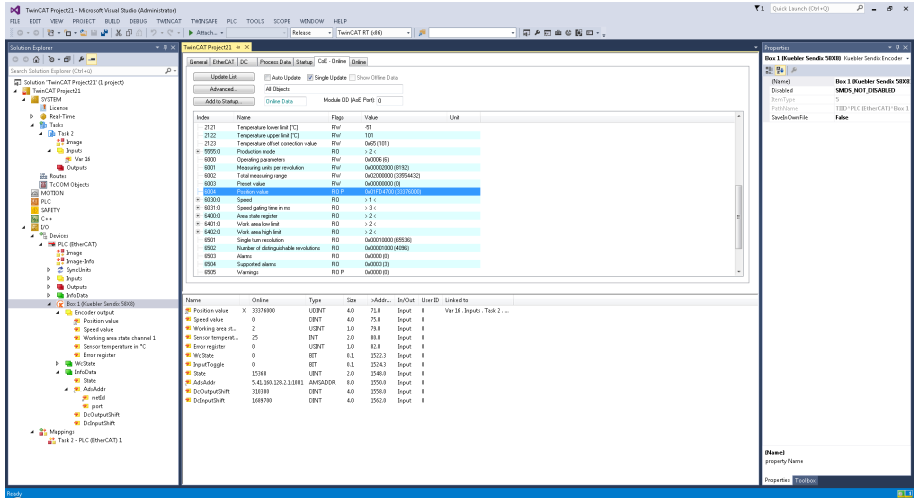 TwinCAT Project21 - Microsoft Visual Studio (Administrator)
1 Quick Launch (Ctrl+Q)
FILE EDIT VIEW PROJECT BUILD DEBUG TWINCAT TWINSAFE PLC TOOLS SCOPE WINDOW HELP
Attach... Release TwinCAT RT (x86)
Solution Explorer
Search Solution Explorer (Ctrl+ü)
Solution 'TwinCAT Project21' (1 project)
TwinCAT Project21
SYSTEM
License
Real-Time
Tasks
Task 2
Image
Inputs
Var 16
Outputs
Routes
TcCOM Objects
MOTION
PLC
SAFETY
C++
I/O
Devices
PLC (EtherCAT)
Image
Image-Info
SyncUnits
Inputs
Outputs
InfoData
Box 1 (Kuebler Sendix 58X8)
Encoder output
Position value
Speed value
Working area state channel 1
Sensor temperature in °C
Error register
WcState
InfoData
State
AdsAddr
netId
port
DcOutputShift
DcInputShift
Mappings
Task 2 - PLC (EtherCAT) 1
TwinCAT Project21
General EtherCAT DC Process Data Startup CoE - Online Online
Update List Auto Update Single Update Show Offline Data
Advanced... All Objects
Add to Startup... Online Data Module OD (AoE Port): 0
Index Name Flags Value Unit
2121 Temperature lower limit [°C] RW -51
2122 Temperature upper limit [°C] RW 101
2123 Temperature offset correction value RW 0x65 (101)
5555:0 Production mode RO > 2 <
6000 Operating parameters RW 0x0006 (6)
6001 Measuring units per revolution RW 0x00002000 (8192)
6002 Total measuring range RW 0x02000000 (33554432)
6003 Preset value RW 0x00000000 (0)
6004 Position value RO P 0x01FD4700 (33376000)
6030:0 Speed RO > 1 <
6031:0 Speed gating time in ms RO > 3 <
6400:0 Area state register RO > 2 <
6401:0 Work area low limit RO > 2 <
6402:0 Work area high limit RO > 2 <
6501 Single turn resolution RO 0x00010000 (65536)
6502 Number of distinguishable revolutions RO 0x00001000 (4096)
6503 Alarms RO 0x0000 (0)
6504 Supported alarms RO 0x0003 (3)
6505 Warnings RO P 0x0000 (0)
Name Online Type Size >Addr... In/Out User ID Linked to
Position value X 33376000 UDINT 4.0 71.0 Input 0 Var 16 . Inputs . Task 2 ...
Speed value 0 DINT 4.0 75.0 Input 0
Working area st... 2 USINT 1.0 79.0 Input 0
Sensor temperat... 25 INT 2.0 80.0 Input 0
Error register 0 USINT 1.0 82.0 Input 0
WcState 0 BIT 0.1 1522.3 Input 0
InputToggle 0 BIT 0.1 1524.3 Input 0
State 15368 UINT 2.0 1548.0 Input 0
AdsAddr 5.41.160.128.2.1:1001 AMSADDR 8.0 1550.0 Input 0
DcOutputShift 310300 DINT 4.0 1558.0 Input 0
DcInputShift 1689700 DINT 4.0 1562.0 Input 0
Properties
Box 1 (Kuebler Sendix 58X8) Kuebler Sendix Encoder
(Name) Box 1 (Kuebler Sendix 58X8
Disabled SMDS_NOT_DISABLED
ItemType 5
PathName TIID^PLC (EtherCAT)^Box 1
SaveInOwnFile False
(Name)
property Name
Properties Toolbox
Ready